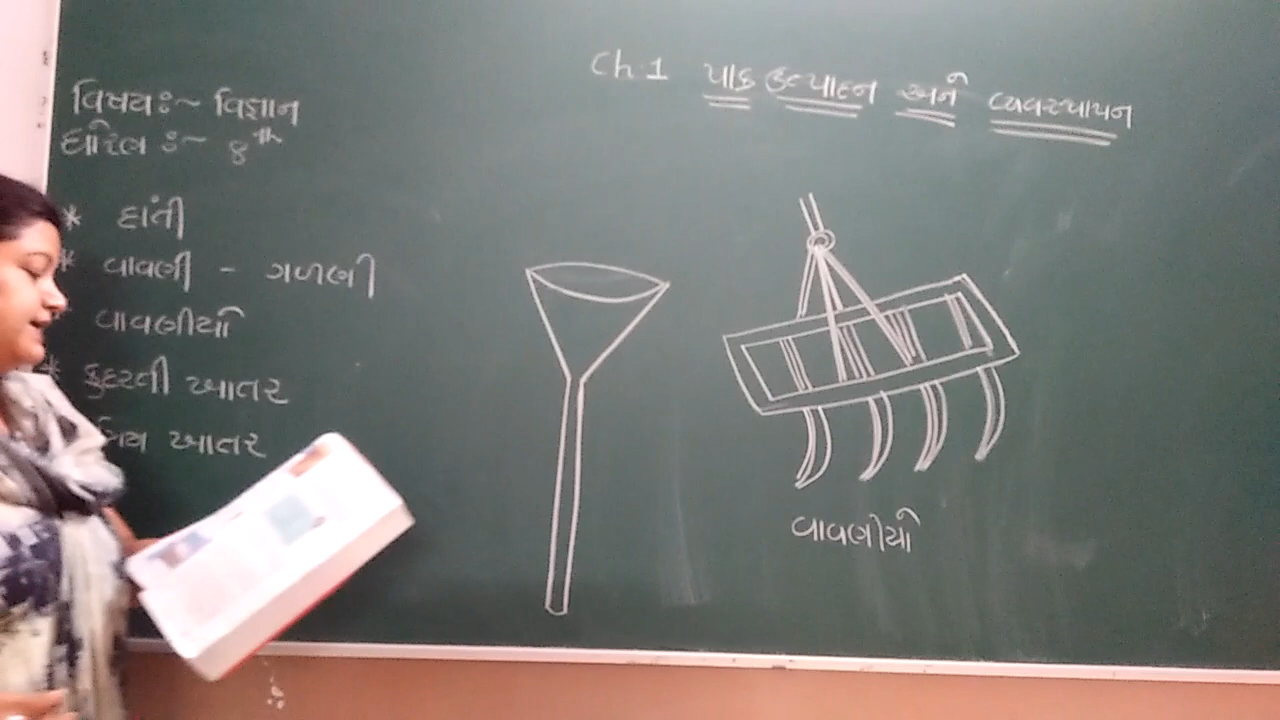 Ch.1 પાક ઉત્પાદન અને વ્યવસ્થાપન
વિષયઃ~ વિજ્ઞાન
ધોરણ ઃ~ 8th
* હાંતી
* વાવણી - ગળણી
* વાવણીયો
* કુદરતી ખાતર
ખાતર
વાવણીયો